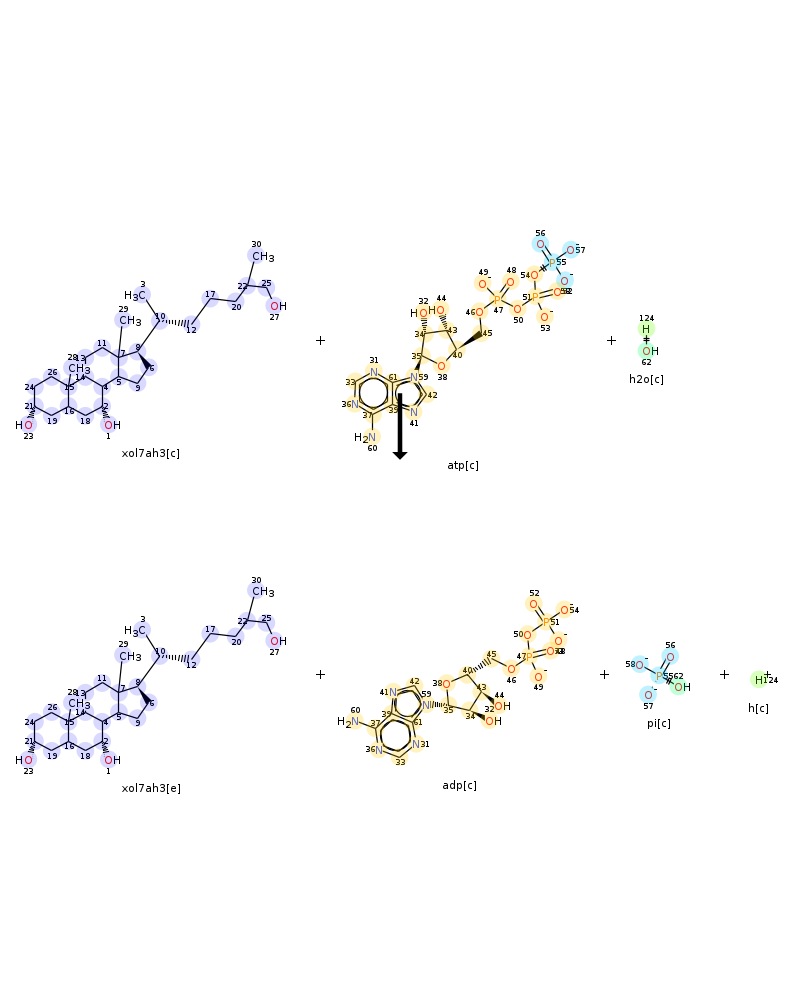 30
CH3
3
H3C
29
CH3
22
25
OH
27
17
20
10
12
11
8
28
13
CH3
7
6
26
14
4
5
9
24
15
21
16
2
HO
23
19
18
OH
1
xol7ah3[c]
+
32
HO
44
HO
34
43
45
31
35
40
O
38
N
59
61
33
N
42
36
N
37
39
N
41
H2N
60
49
O-
48
O
46
O
P
47
O
50
51
P
O
53
O-
54
O
56
O
55
P
O-
57
O-
atp[c]
+
124
H
OH
62
h2o[c]
30
CH3
3
H3C
29
CH3
22
25
OH
27
17
20
10
12
11
8
28
13
CH3
7
6
26
14
4
5
9
24
15
21
16
2
HO
23
19
18
OH
1
xol7ah3[e]
+
52
O
O-
54
P
51
50
O
O-
45
47
P
O
O
46
O-
49
40
38
O
43
44
OH
32
OH
34
35
42
41
N
59
N
60
H2N
39
61
37
36
N
N
31
33
adp[c]
+
56
O
58
O-
P
55
62
OH
O-
57
pi[c]
+
H+
124
h[c]